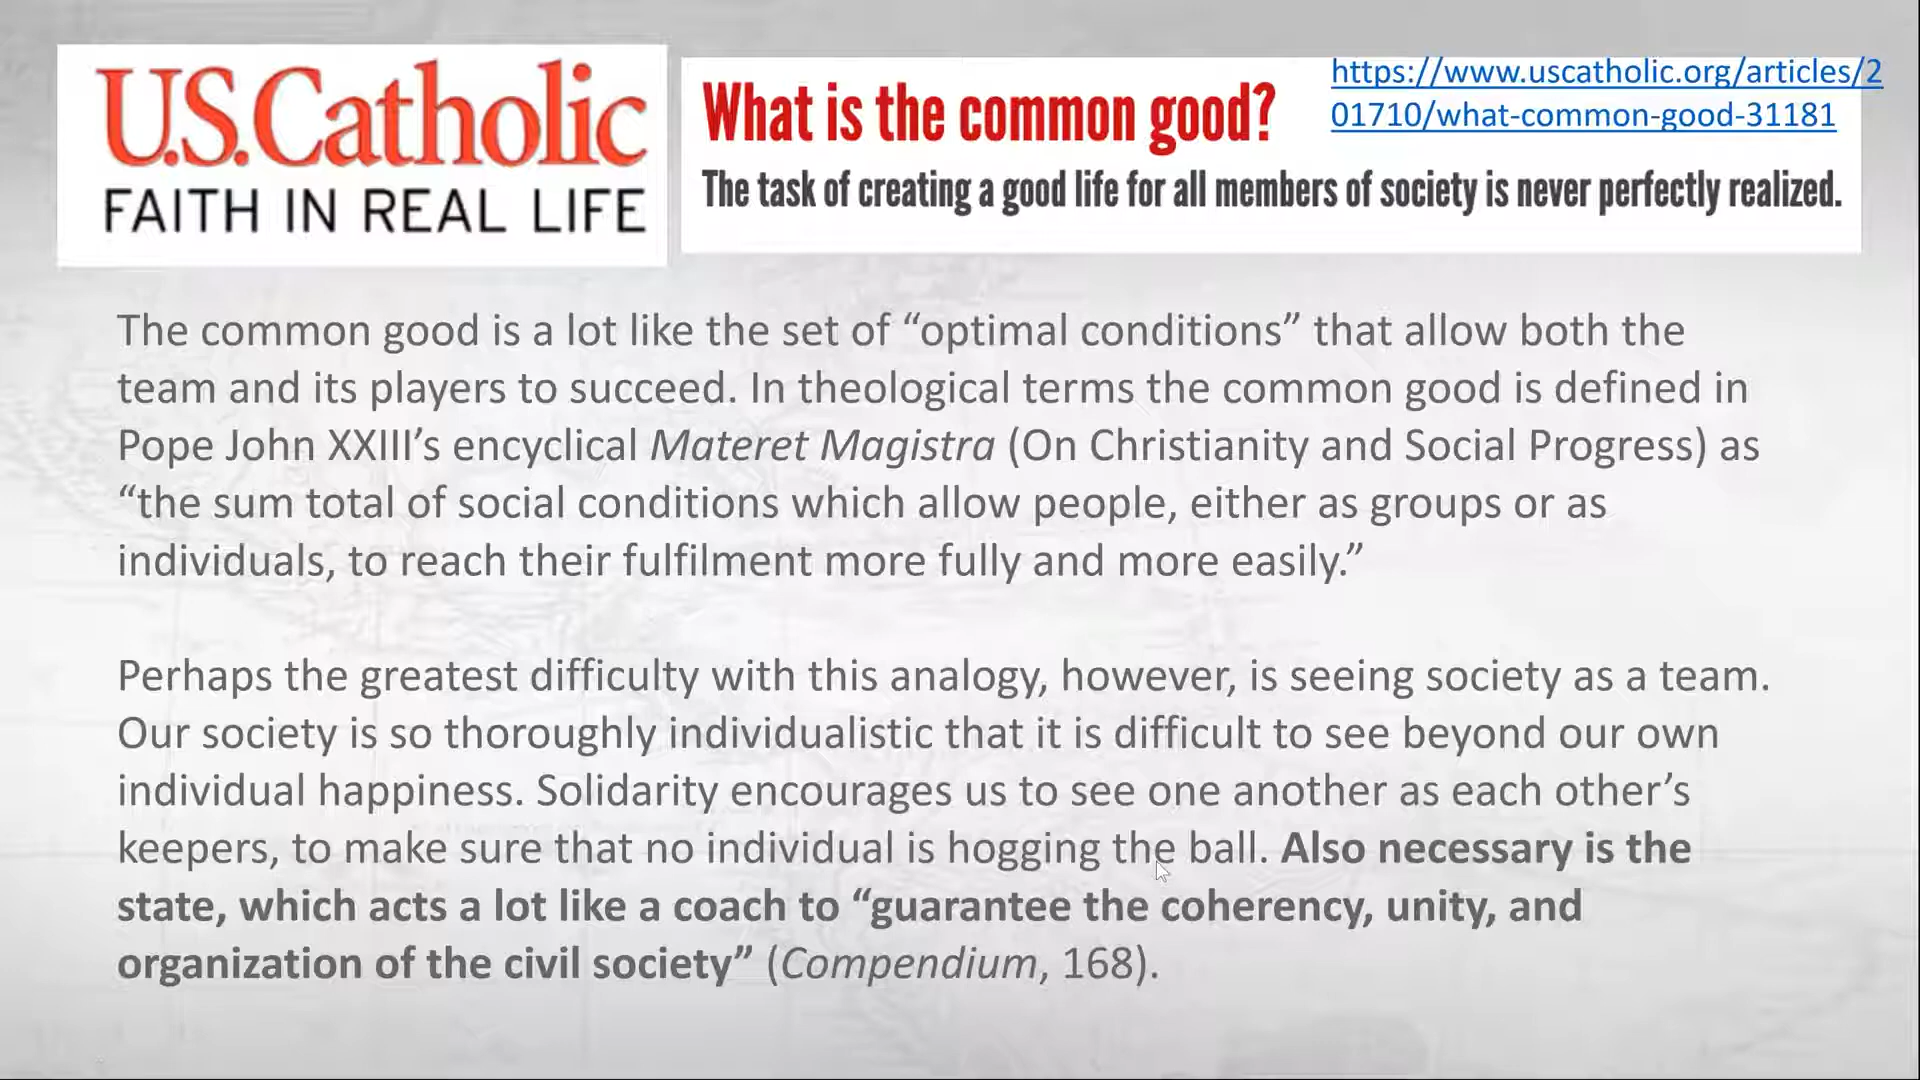 U.S. Catholic
FAITH IN REAL LIFE
What is the common good?
The task of creating a good life for all members of society is never perfectly realized.
https://www.uscatholic.org/articles/2
01710/what-common-good-31181
The common good is a lot like the set of “optimal conditions” that allow both the
team and its players to succeed. In theological terms the common good is defined in
Pope John XXIII’s encyclical Materet Magistra (On Christianity and Social Progress) as
“the sum total of social conditions which allow people, either as groups or as
individuals, to reach their fulfilment more fully and more easily.”
Perhaps the greatest difficulty with this analogy, however, is seeing society as a team.
Our society is so thoroughly individualistic that it is difficult to see beyond our own
individual happiness. Solidarity encourages us to see one another as each other’s
keepers, to make sure that no individual is hogging the ball. Also necessary is the
state, which acts a lot like a coach to “guarantee the coherency, unity, and
organization of the civil society” (Compendium, 168).